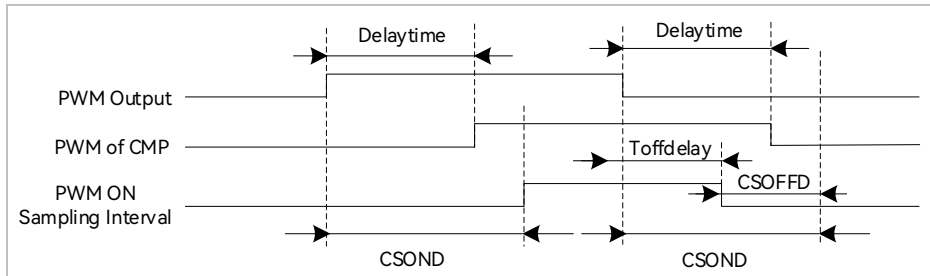 Delaytime
Delaytime
PWM Output
PWM of CMP
Toffdelay
PWM ON
Sampling Interval
CSOFFD
CSOND
CSOND